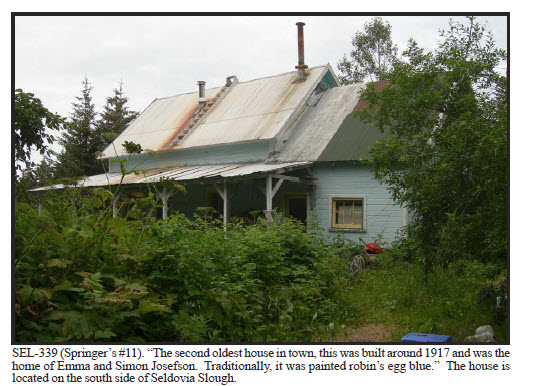 SEL-339 (Springer's #11). “The second oldest house in town, this was built around 1917 and was the
home of Emma and Simon Josefson.  Traditionally, it was painted robin's egg blue.”  The house is
located on the south side of Seldovia Slough.